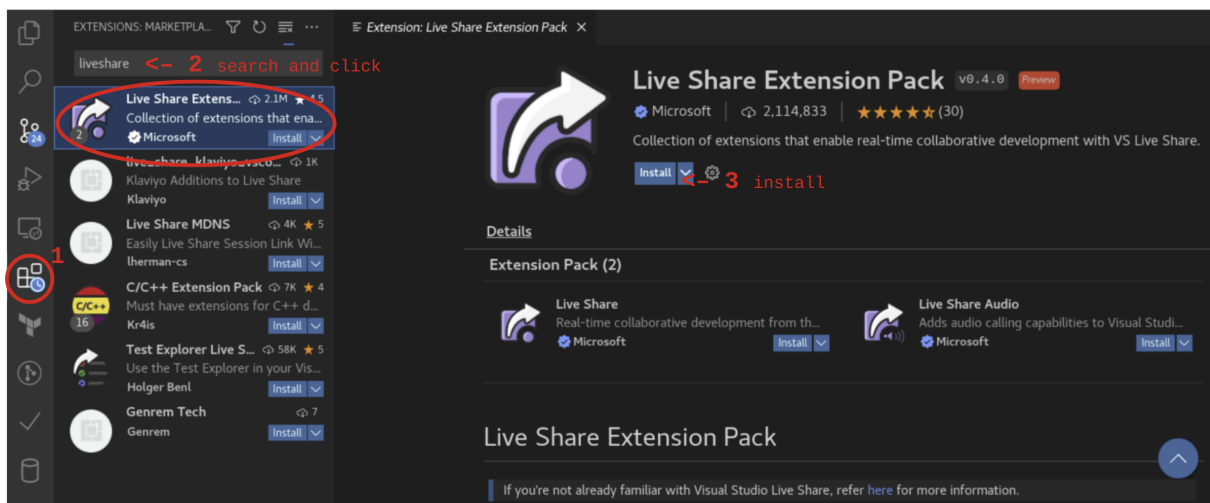 EXTENSIONS: MARKETPLA...
liveshare <– 2 search and click
Live Share Extens... 2.1M ★ 4.5
Collection of extensions that ena...
2
Microsoft
Install
live_share_klaviyo_vsco... 1K
Klaviyo Additions to Live Share
Klaviyo
Install
Live Share MDNS 4K ★ 5
Easily Live Share Session Link Wi...
lherman-cs
Install
C/C++ Extension Pack 7K ★ 4
C/C++
Must have extensions for C++ d...
16
Kr4is
Install
Test Explorer Live S... 58K ★ 5
Use the Test Explorer in your Vis...
Holger Benl
Install
Genrem Tech 7
Genrem
Install
24
1
Extension: Live Share Extension Pack ×
Live Share Extension Pack v0.4.0 Preview
Microsoft | 2,114,833 | ★★★★★ (30)
Collection of extensions that enable real-time collaborative development with VS Live Share.
Install <– 3 install
Details
Extension Pack (2)
Live Share
Real-time collaborative development from th...
Microsoft
Install
Live Share Audio
Adds audio calling capabilities to Visual Studi...
Microsoft
Install
Live Share Extension Pack
If you're not already familiar with Visual Studio Live Share, refer here for more information.